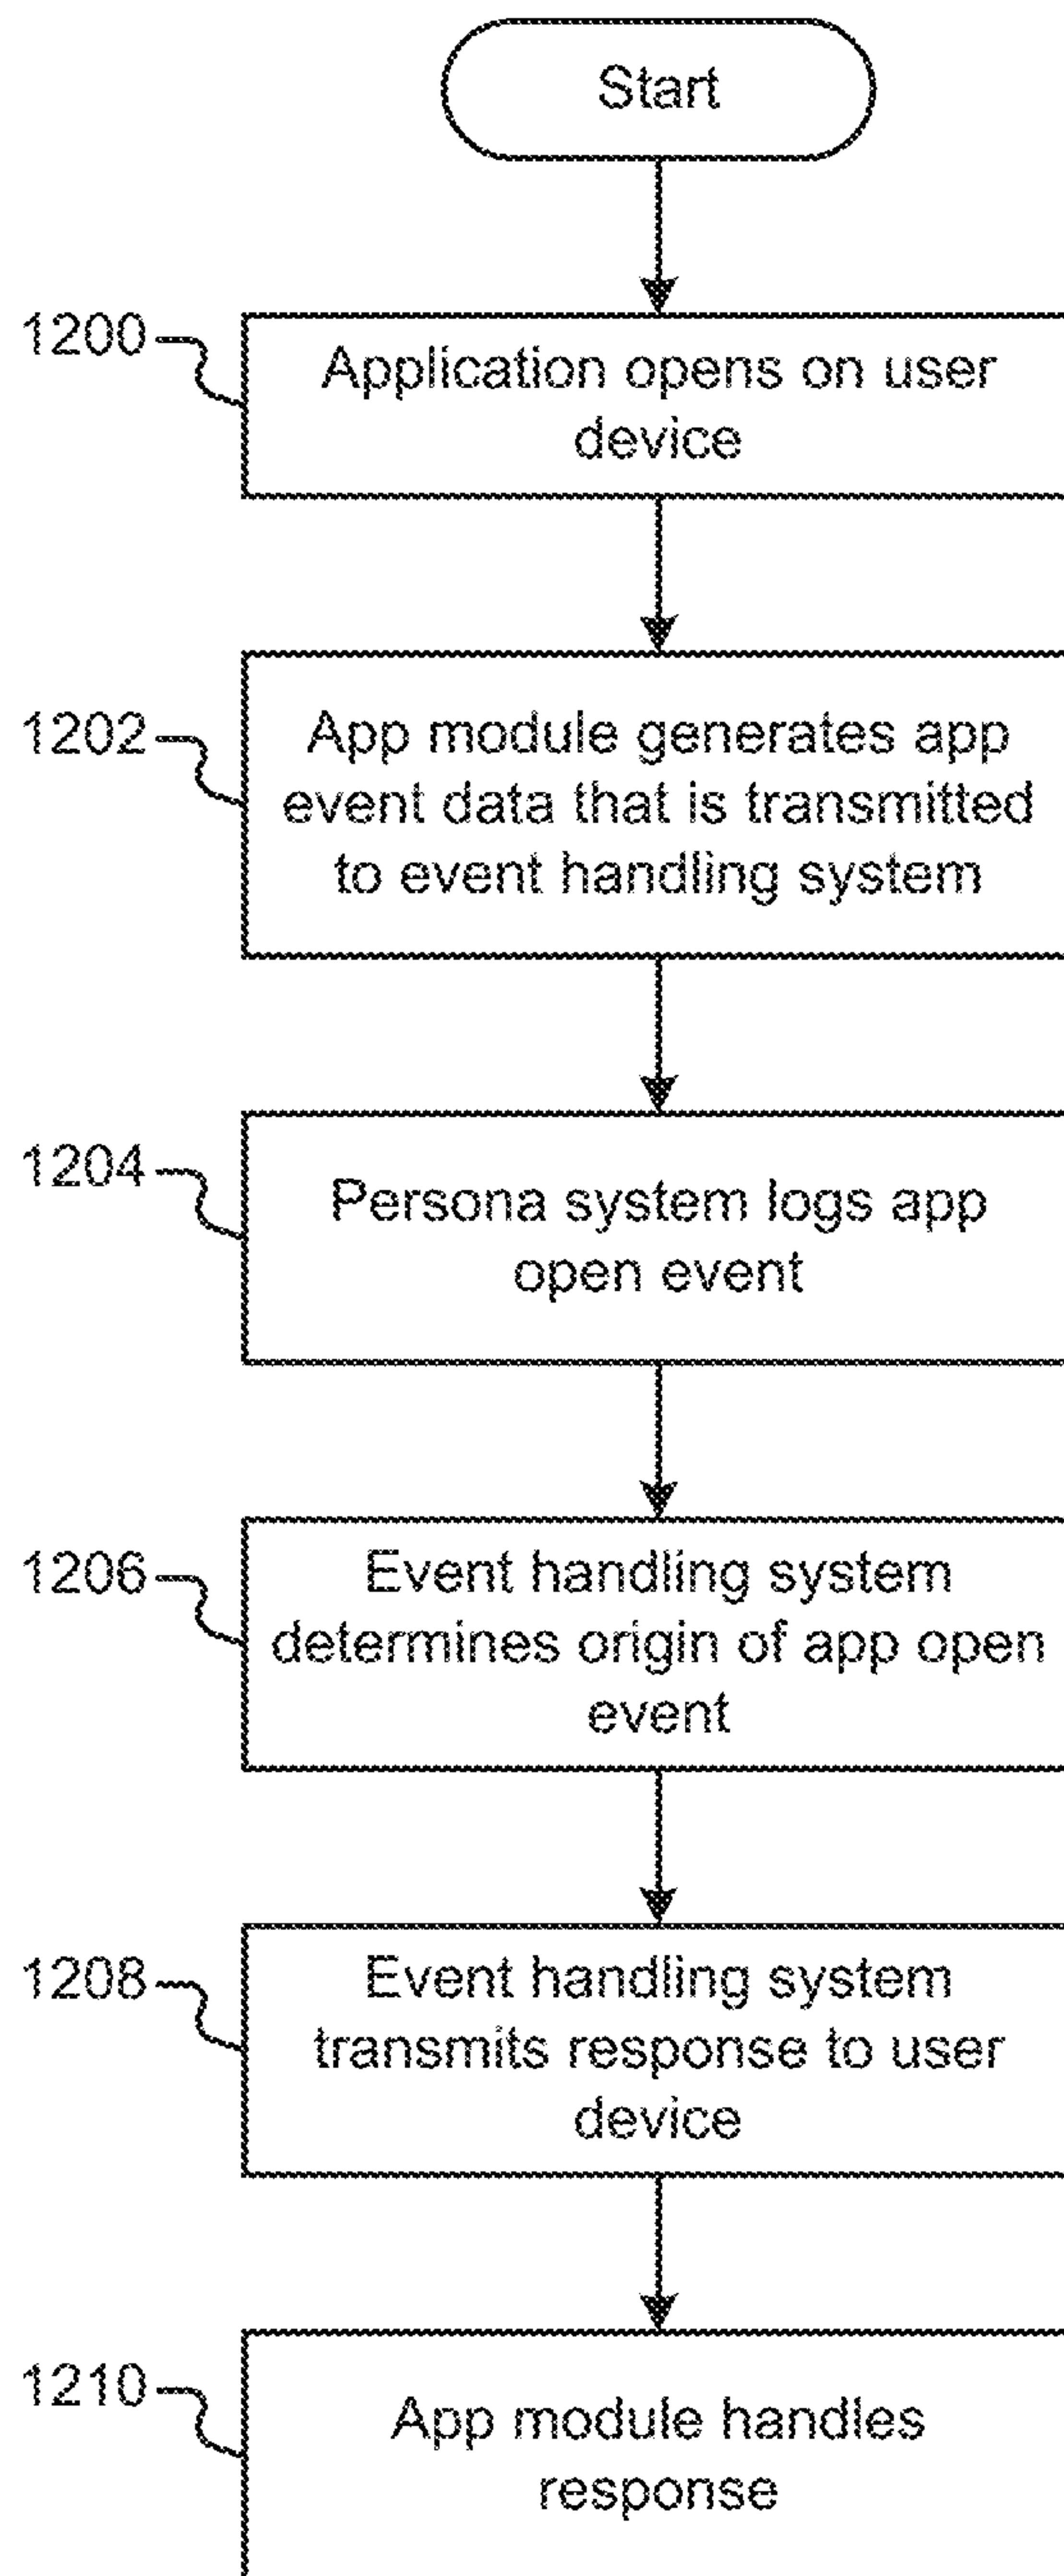 Start
1200
Application opens on user
device
1202
App module generates app
event data that is transmitted
to event handling system
1204
Persona system logs app
open event
1206
Event handling system
determines origin of app open
event
1208
Event handling system
transmits response to user
device
1210
App module handles
response